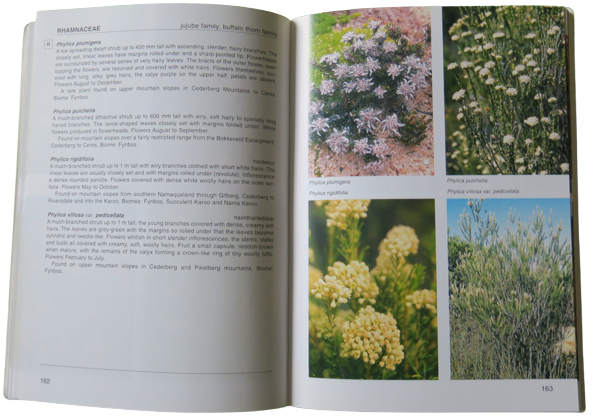 RHAMNACEAE jujube family, buffalo thorn family
R
Phylica plumigera
A low spreading dwarf shrub up to 400 mm tall with ascending, slender, hairy branches. The
closely set, linear leaves have margins rolled under and a sharp-pointed tip. Flowerheads
are surrounded by several series of very hairy leaves. The bracts of the outer flower, over-
topping the flowers, are recurved and covered with white hairs. Flowers themselves, cov-
ered with long, silky, grey hairs, the calyx purple on the upper half, petals are absent.
Flowers August to December.
A rare plant found on upper mountain slopes in Cederberg Mountains to Ceres.
Biome: Fynbos.
Phylica pulchella
A much-branched attractive shrub up to 600 mm tall with wiry, soft hairy to sparsely long
haired branches. The lance-shaped leaves closely set with margins folded under. White
flowers produced in flowerheads. Flowers August to September.
Found on mountain slopes over a fairly restricted range from the Bokkeveld Escarpment,
Cederberg to Ceres. Biome: Fynbos.
Phylica rigidifolia hardeblaar
A much-branched shrub up to 1 m tall with wiry branches clothed with short white hairs. The
linear leaves are usually closely set and with margins rolled under (revolute), inflorescence
a dense rounded panicle. Flowers covered with dense white woolly hairs on the outer sur-
face. Flowers May to October.
Found on mountain slopes from southern Namaqualand through Gifberg, Cederberg to
Riversdale and into the Karoo. Biomes: Fynbos, Succulent Karoo and Nama Karoo.
Phylica villosa var. pedicellata
A much-branched shrub up to 1 m tall, the young branches covered with dense, creamy soft
hairs. The leaves are grey-green with the margins so rolled under that the leaves become
cylindric and needle-like. Flowers whitish in short slender inflorescences, the stems, stalks
and buds all covered with creamy, soft, woolly hairs. Fruit a small capsule, reddish-brown
when mature, with the remains of the calyx forming a crown-like ring of tiny woolly tufts.
Flowers February to July.
Found on upper mountain slopes in Cederberg and Piketberg mountains. Biome:
Fynbos.
162
Phylica plumigera
Phylica pulchella
Phylica rigidifolia
Phylica villosa var. pedicellata
163